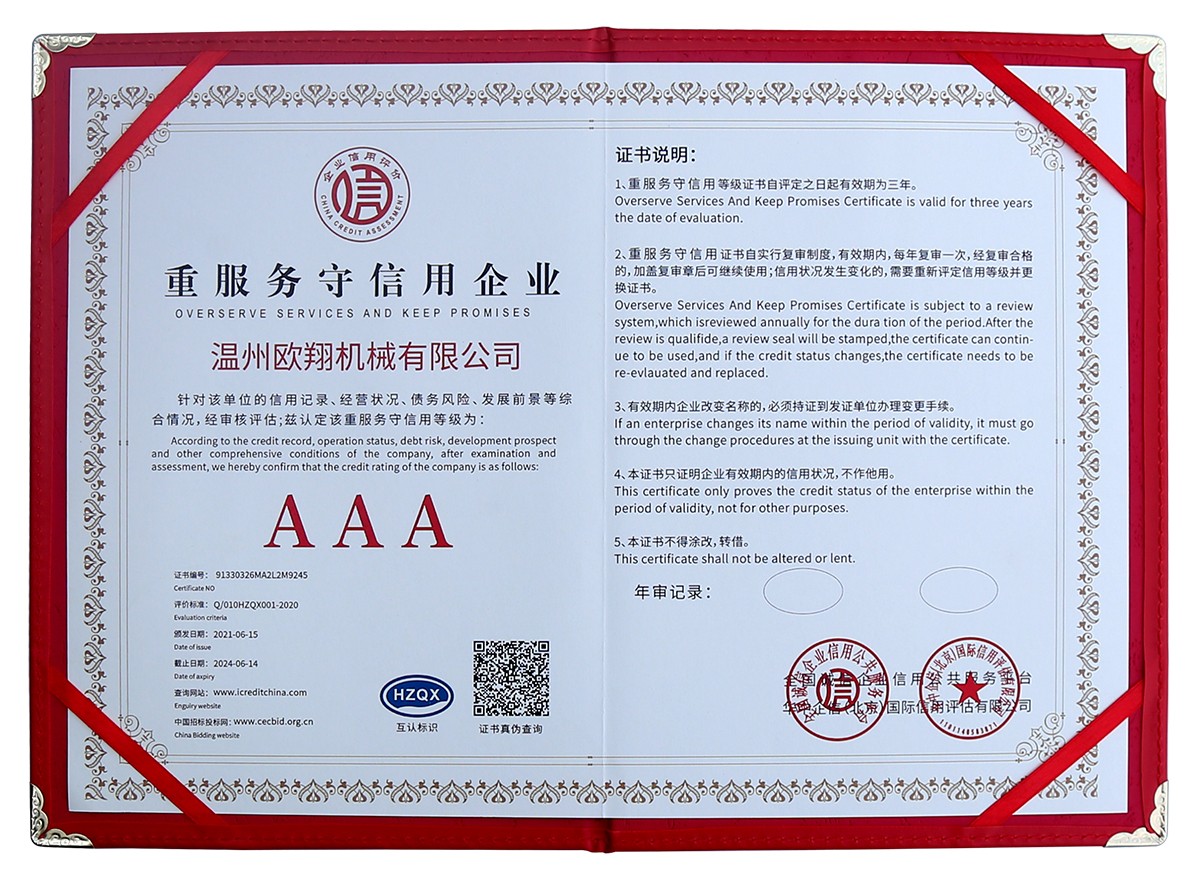 企业信用评价
信
CHINA CREDIT ASSESSMENT
重服务守信用企业
OVERSERVE SERVICES AND KEEP PROMISES
温州欧翔机械有限公司
针对该单位的信用记录、经营状况、债务风险、发展前景等综
合情况，经审核评估；兹认定该重服务守信用等级为：
According to the credit record, operation status, debt risk, development prospect
and other comprehensive conditions of the company, after examination and
assessment, we hereby confirm that the credit rating of the company is as follows:
AAA
证书编号： 91330326MA2L2M9245
Certificate NO
评价标准：Q/010HZQX001-2020
Evaluation criteria
颁发日期：2021-06-15
Date of issue
截止日期：2024-06-14
Date of expiry
查询网站：www.icreditchina.com
Enguiry website
中国招标投标网：www.cecbid.org.cn
China Bidding website
HZQX
互认标识
证书真伪查询
证书说明：
1、重服务守信用等级证书自评定之日起有效期为三年。
Overserve Services And Keep Promises Certificate is valid for three years
the date of evaluation.
2、重服务守信用证书自实行复审制度，有效期内，每年复审一次，经复审合格
的，加盖复审章后可继续使用；信用状况发生变化的，需要重新评定信用等级并更
换证书。
Overserve Services And Keep Promises Certificate is subject to a review
system,which isreviewed annually for the dura tion of the period.After the
review is qualifide,a review seal will be stamped,the certificate can contin-
ue to be used,and if the credit status changes,the certificate needs to be
re-evlauated and replaced.
3、有效期内企业改变名称的，必须持证到发证单位办理变更手续。
If an enterprise changes its name within the period of validity, it must go
through the change procedures at the issuing unit with the certificate.
4、本证书只证明企业有效期内的信用状况，不作他用。
This certificate only proves the credit status of the enterprise within the
period of validity, not for other purposes.
5、本证书不得涂改，转借。
This certificate shall not be altered or lent.
年审记录：
全国诚信企业信用公共服务平台
企信（北京）国际信用评估有限公司